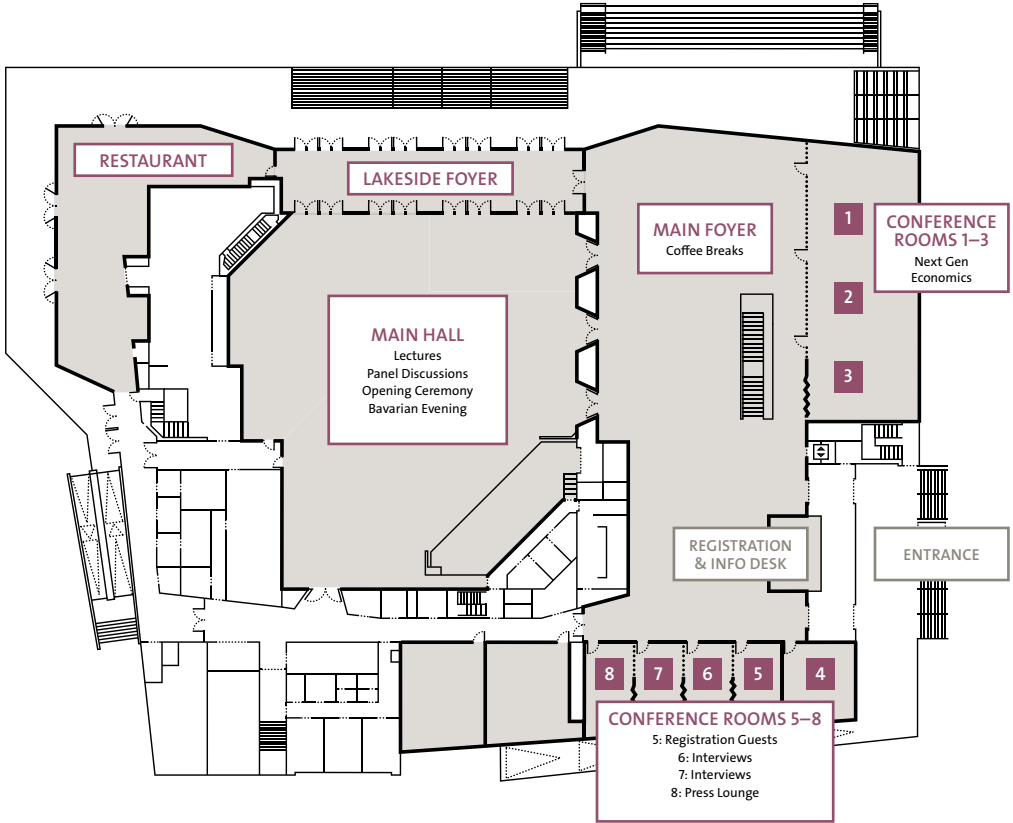 RESTAURANT
LAKESIDE FOYER
MAIN FOYER
Coffee Breaks
1
CONFERENCE
ROOMS 1–3
Next Gen
Economics
2
3
MAIN HALL
Lectures
Panel Discussions
Opening Ceremony
Bavarian Evening
REGISTRATION
& INFO DESK
ENTRANCE
8
7
6
5
4
CONFERENCE ROOMS 5–8
5: Registration Guests
6: Interviews
7: Interviews
8: Press Lounge